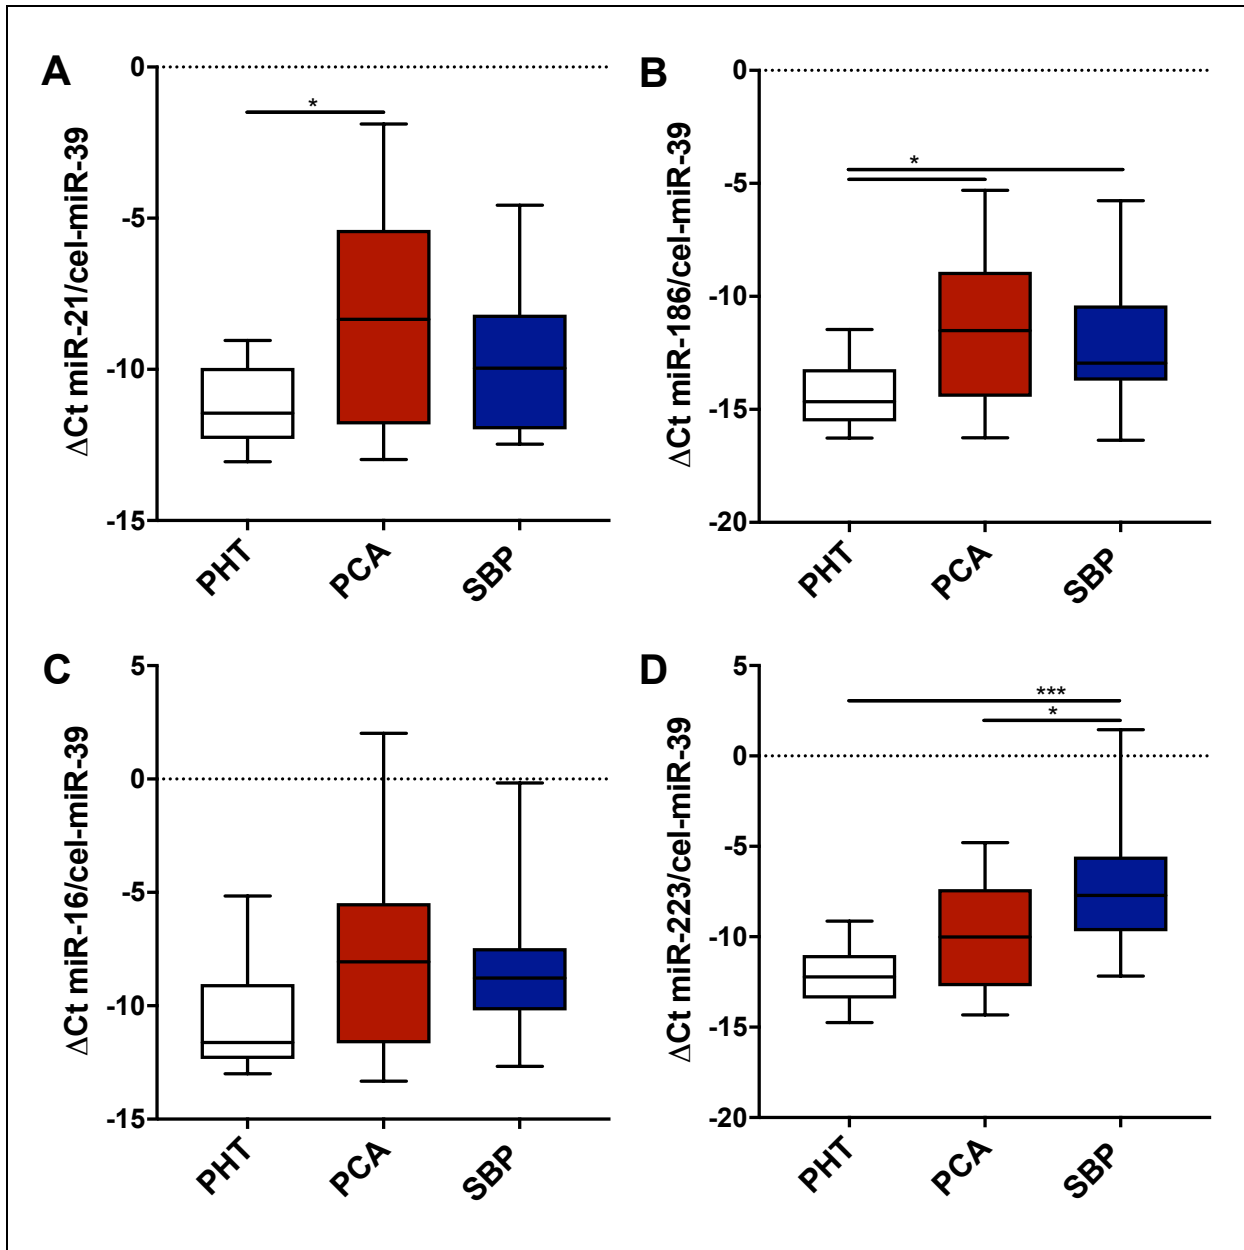 A
ΔCt miR-21/cel-miR-39
0
-5
-10
-15
*
PHT
PCA
SBP
B
ΔCt miR-186/cel-miR-39
0
-5
-10
-15
-20
*
PHT
PCA
SBP
C
ΔCt miR-16/cel-miR-39
5
0
-5
-10
-15
PHT
PCA
SBP
D
ΔCt miR-223/cel-miR-39
5
0
-5
-10
-15
-20
***
*
PHT
PCA
SBP